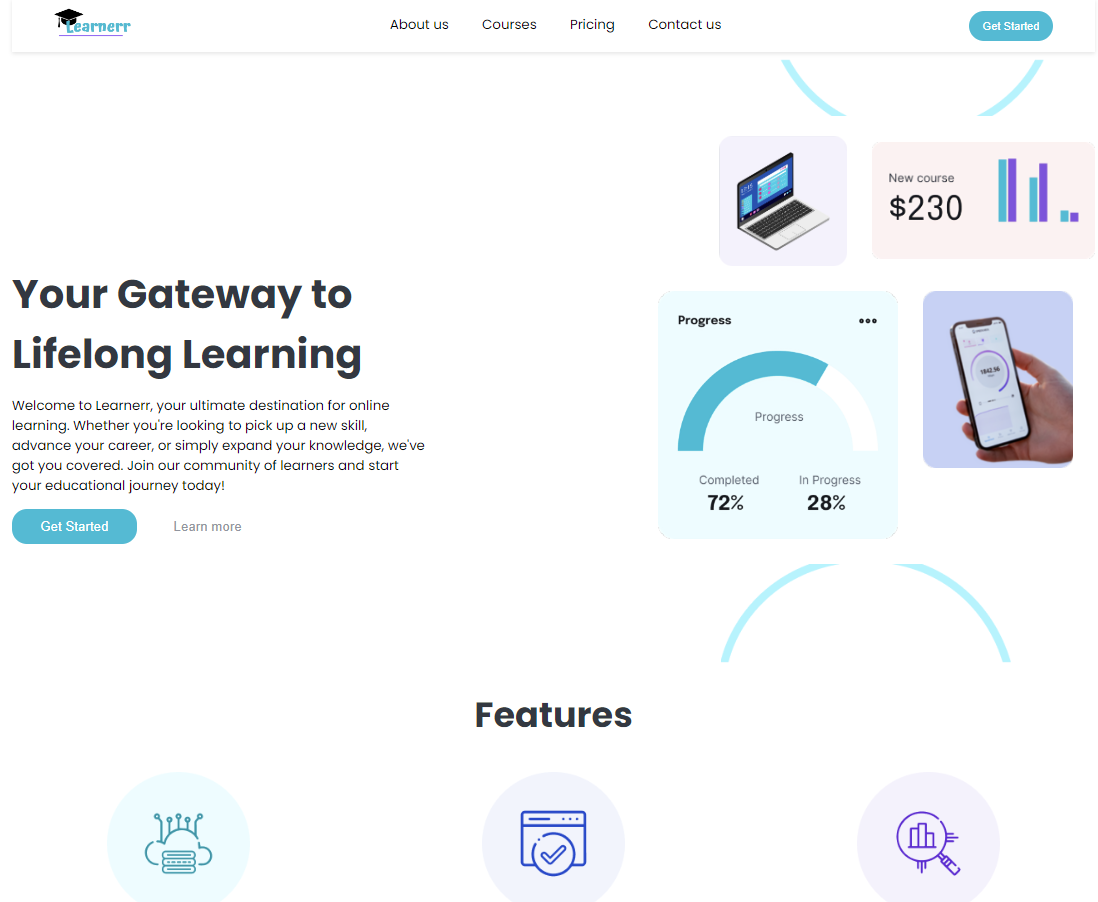 Learnerr
About us
Courses
Pricing
Contact us
Get Started
New course
$230
Your Gateway to
Lifelong Learning
Welcome to Learnerr, your ultimate destination for online
learning. Whether you're looking to pick up a new skill,
advance your career, or simply expand your knowledge, we've
got you covered. Join our community of learners and start
your educational journey today!
Get Started
Learn more
Progress
Progress
Completed
In Progress
72%
28%
1842.56
Features